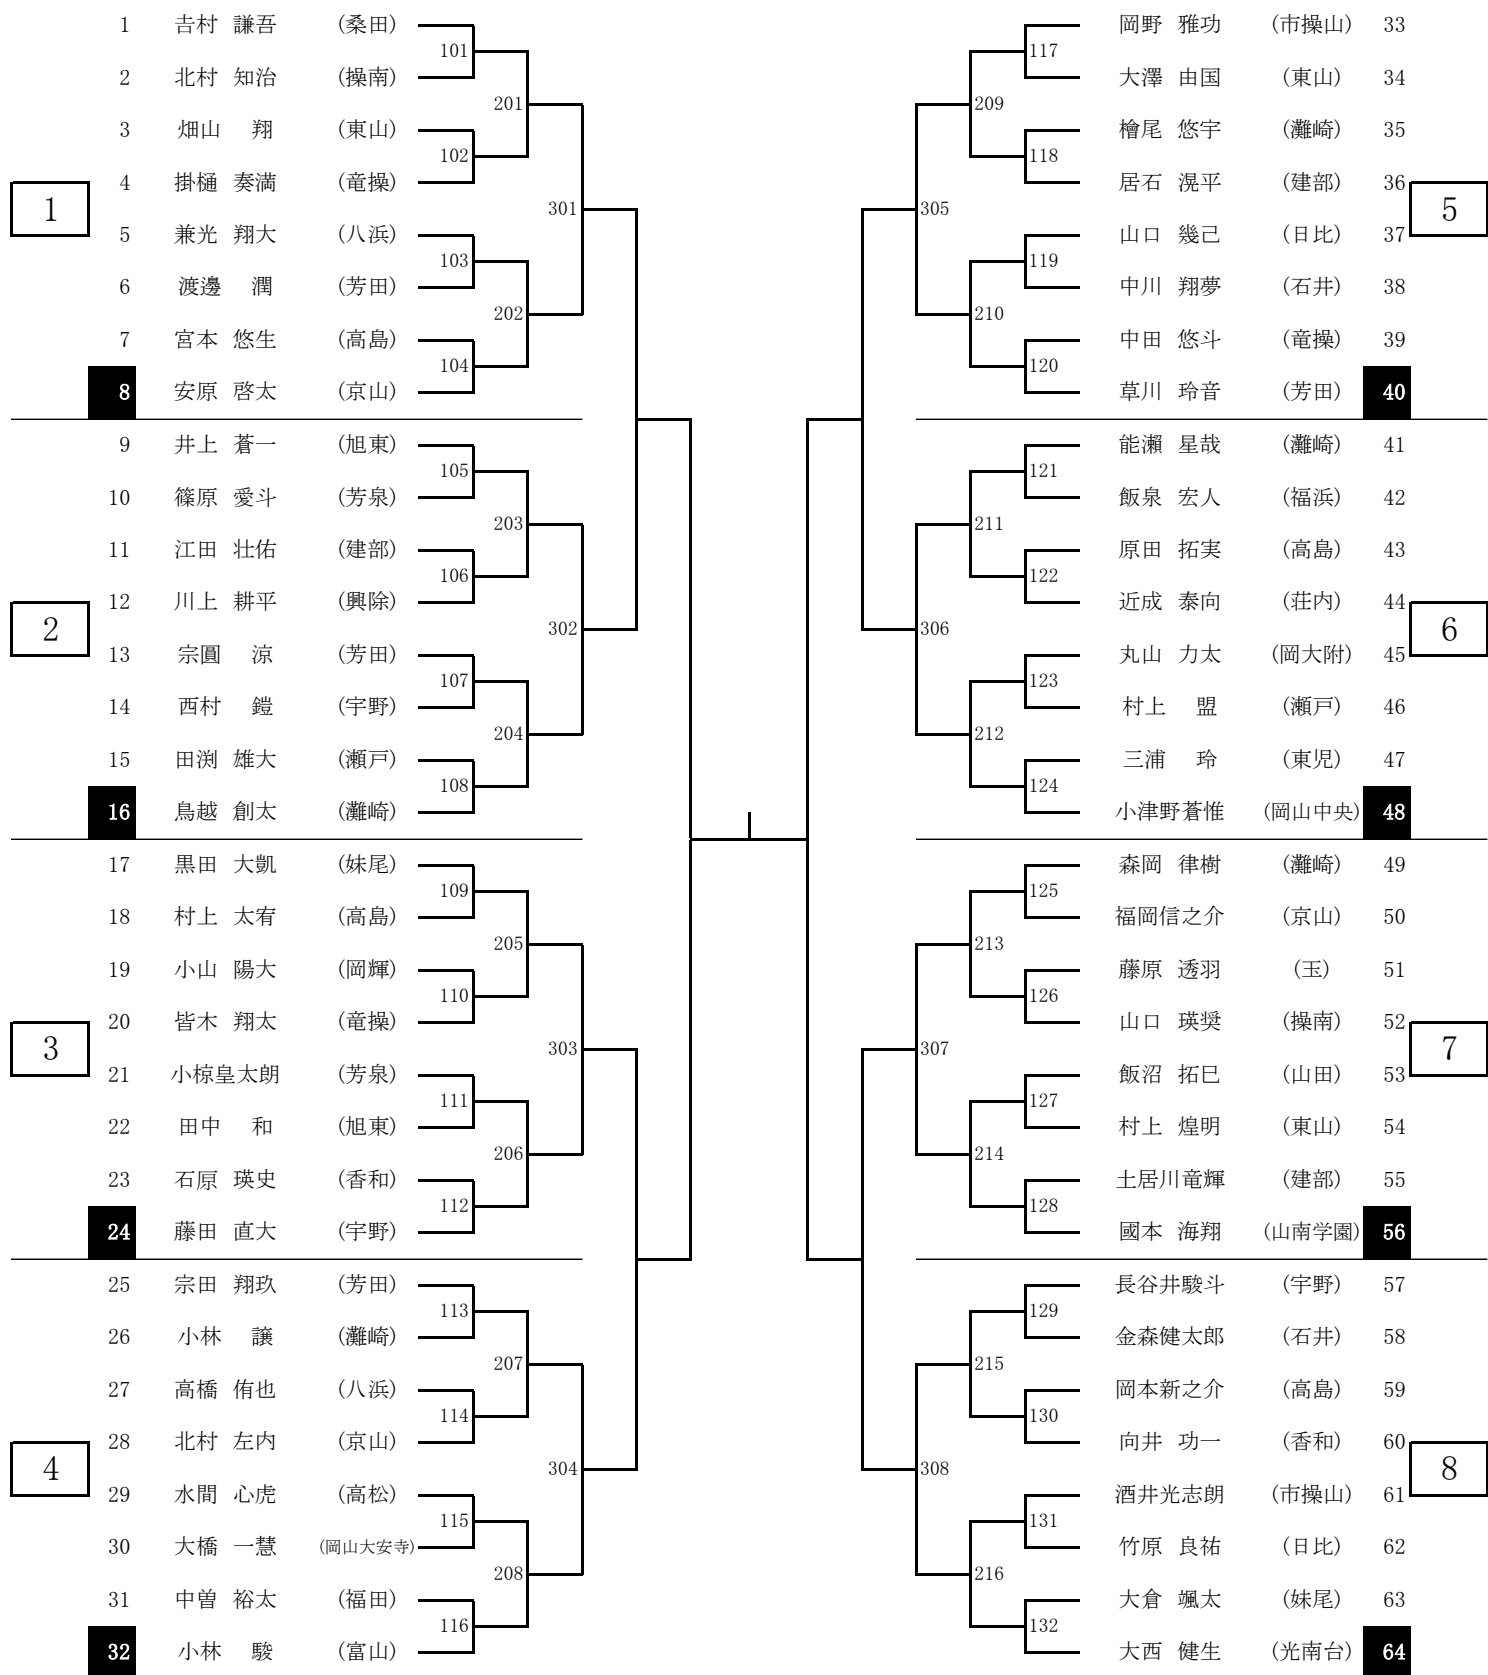 1 吉村 謙吾 (桑田)
101
2 北村 知治 (操南)
201
3 畑山 翔 (東山)
102
4 掛樋 奏満 (竜操)
1
301
5 兼光 翔大 (八浜)
103
6 渡邊 潤 (芳田)
202
7 宮本 悠生 (高島)
104
8 安原 啓太 (京山)
9 井上 蒼一 (旭東)
105
10 篠原 愛斗 (芳泉)
203
11 江田 壮佑 (建部)
106
12 川上 耕平 (興除)
2
302
13 宗圓 涼 (芳田)
107
14 西村 鎧 (宇野)
204
15 田渕 雄大 (瀬戸)
108
16 鳥越 創太 (灘崎)
17 黒田 大凱 (妹尾)
109
18 村上 太宥 (高島)
205
19 小山 陽大 (岡輝)
110
20 皆木 翔太 (竜操)
3
303
21 小椋皇太朗 (芳泉)
111
22 田中 和 (旭東)
206
23 石原 瑛史 (香和)
112
24 藤田 直大 (宇野)
25 宗田 翔玖 (芳田)
113
26 小林 譲 (灘崎)
207
27 高橋 侑也 (八浜)
114
28 北村 左内 (京山)
4
304
29 水間 心虎 (高松)
115
30 大橋 一慧 (岡山大安寺)
208
31 中曽 裕太 (福田)
116
32 小林 駿 (富山)
岡野 雅功 (市操山) 33
117
大澤 由国 (東山) 34
209
檜尾 悠宇 (灘崎) 35
118
居石 滉平 (建部) 36
305
5
山口 幾己 (日比) 37
119
中川 翔夢 (石井) 38
210
中田 悠斗 (竜操) 39
120
草川 玲音 (芳田) 40
能瀬 星哉 (灘崎) 41
121
飯泉 宏人 (福浜) 42
211
原田 拓実 (高島) 43
122
近成 泰向 (荘内) 44
306
6
丸山 力太 (岡大附) 45
123
村上 盟 (瀬戸) 46
212
三浦 玲 (東児) 47
124
小津野蒼惟 (岡山中央) 48
森岡 律樹 (灘崎) 49
125
福岡信之介 (京山) 50
213
藤原 透羽 (玉) 51
126
山口 瑛奨 (操南) 52
307
7
飯沼 拓巳 (山田) 53
127
村上 煌明 (東山) 54
214
土居川竜輝 (建部) 55
128
國本 海翔 (山南学園) 56
長谷井駿斗 (宇野) 57
129
金森健太郎 (石井) 58
215
岡本新之介 (高島) 59
130
向井 功一 (香和) 60
308
8
酒井光志朗 (市操山) 61
131
竹原 良祐 (日比) 62
216
大倉 颯太 (妹尾) 63
132
大西 健生 (光南台) 64